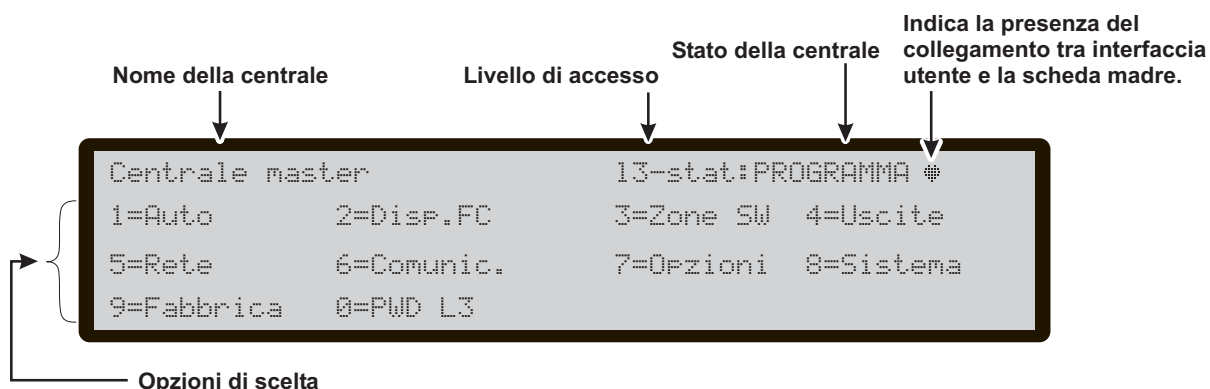 Indica la presenza del
collegamento tra interfaccia
utente e la scheda madre.
Stato della centrale
Nome della centrale
Livello di accesso
Centrale master l3-stat:PROGRAMMA
1=Auto 2=Disp.FC 3=Zone SW 4=Uscite
5=Rete 6=Comunic. 7=Opzioni 8=Sistema
9=Fabbrica 0=PWD L3
Opzioni di scelta